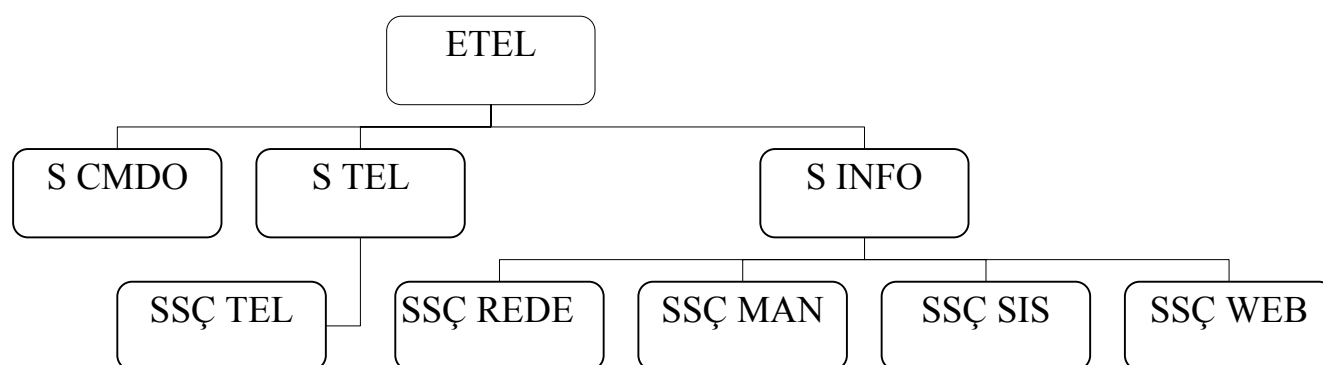 ETEL
S CMDO
S TEL
S INFO
SSÇ TEL
SSÇ REDE
SSÇ MAN
SSÇ SIS
SSÇ WEB